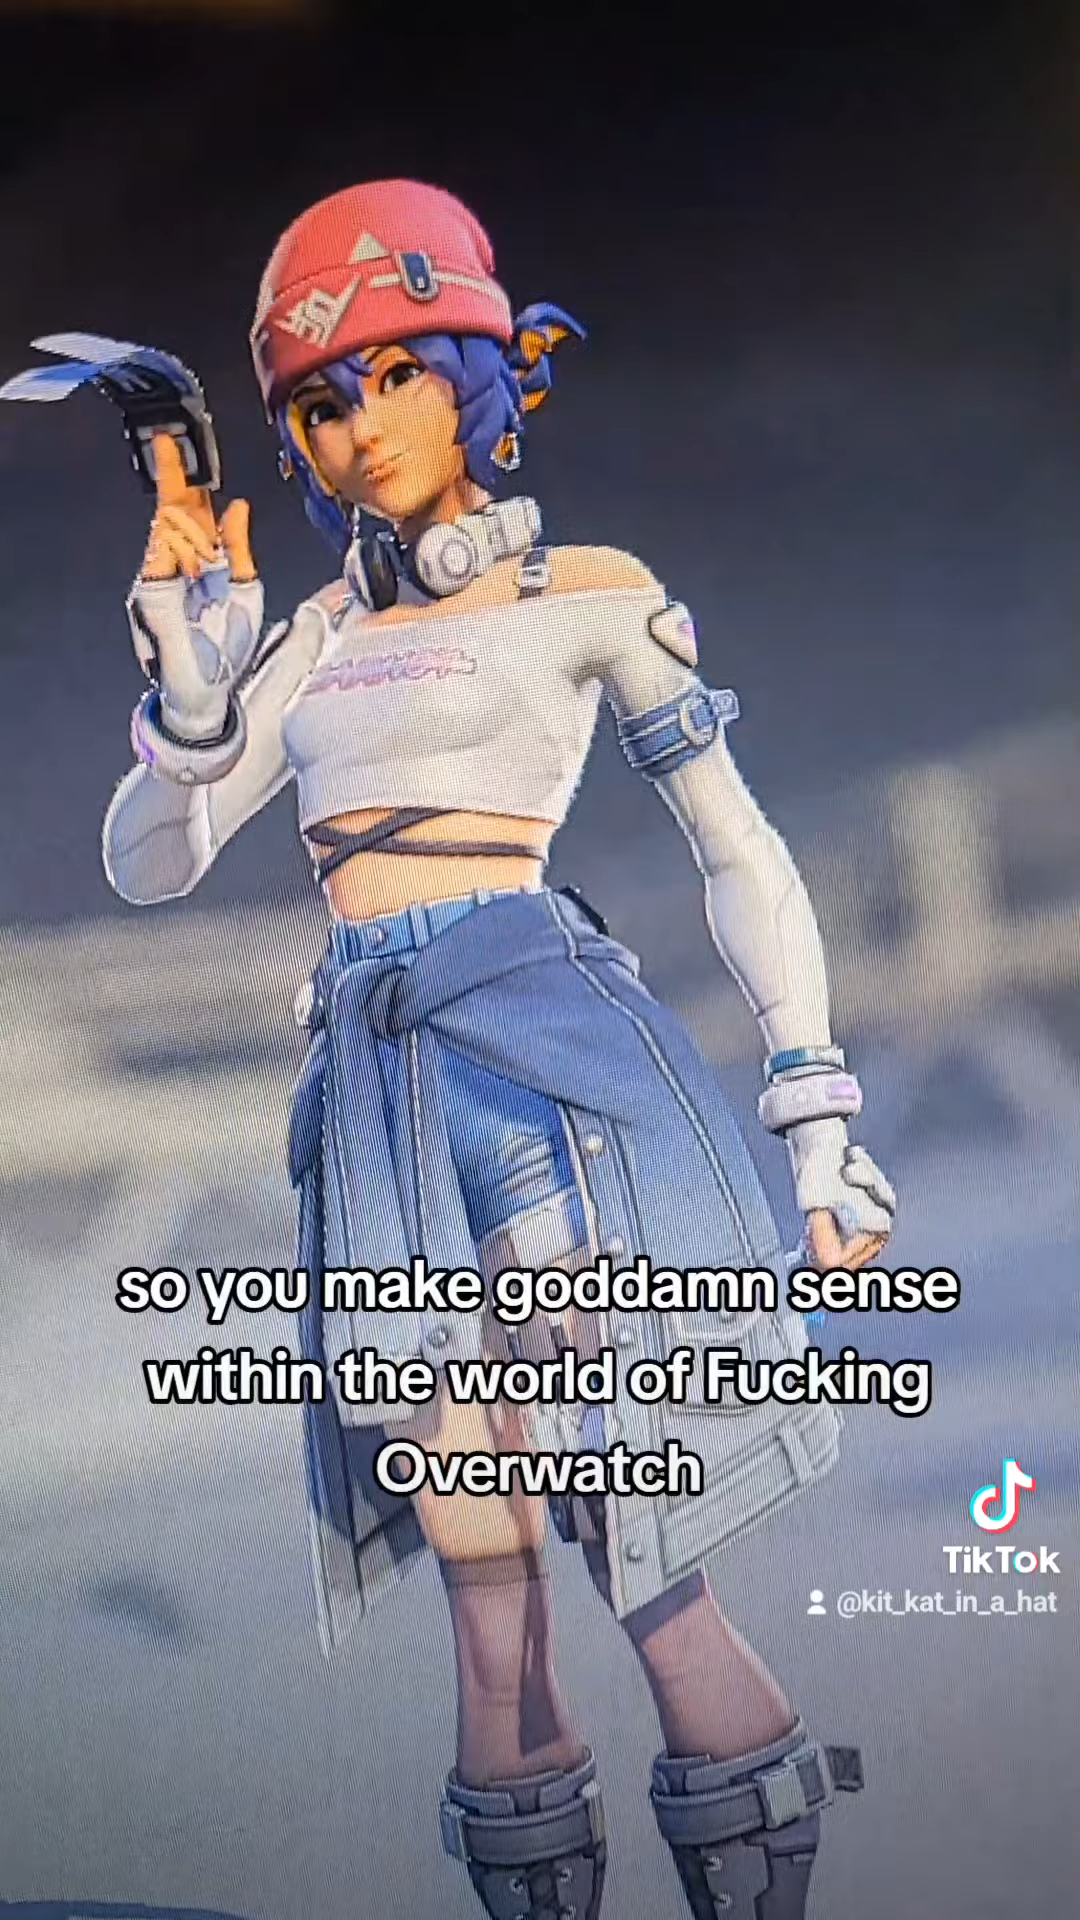 so you make goddamn sense
within the world of Fucking
Overwatch
TikTok
@kit_kat_in_a_hat